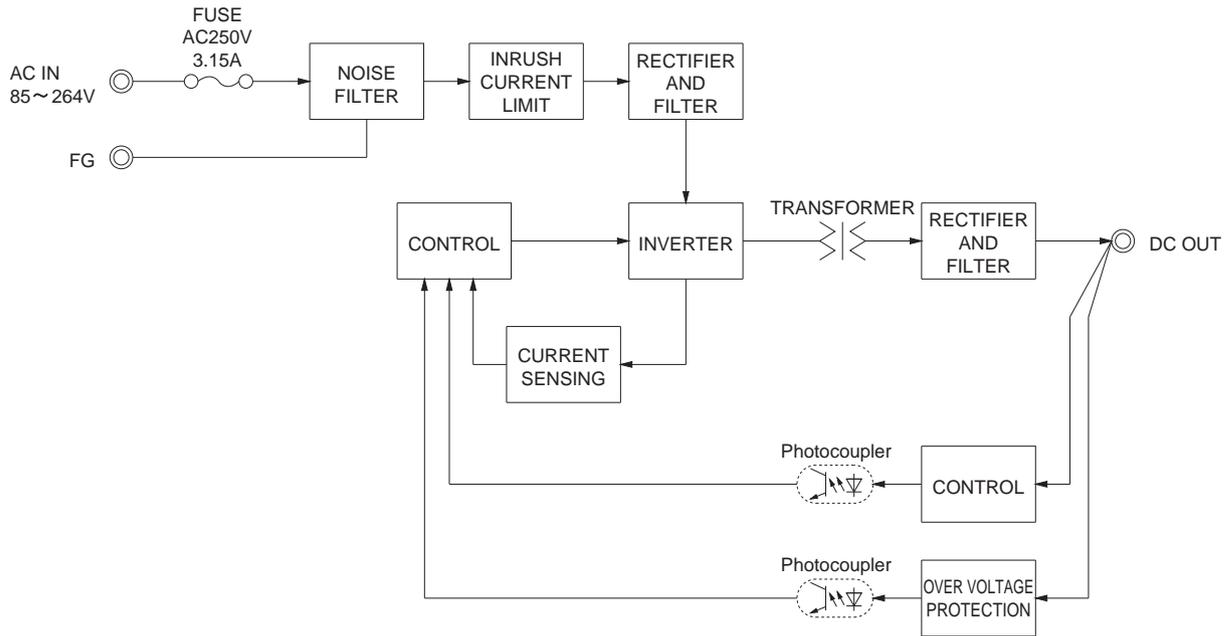 FUSE
AC250V
3.15A
AC IN
85～264V
NOISE
FILTER
INRUSH
CURRENT
LIMIT
RECTIFIER
AND
FILTER
FG
CONTROL
INVERTER
TRANSFORMER
RECTIFIER
AND
FILTER
DC OUT
CURRENT
SENSING
Photocoupler
CONTROL
Photocoupler
OVER VOLTAGE
PROTECTION